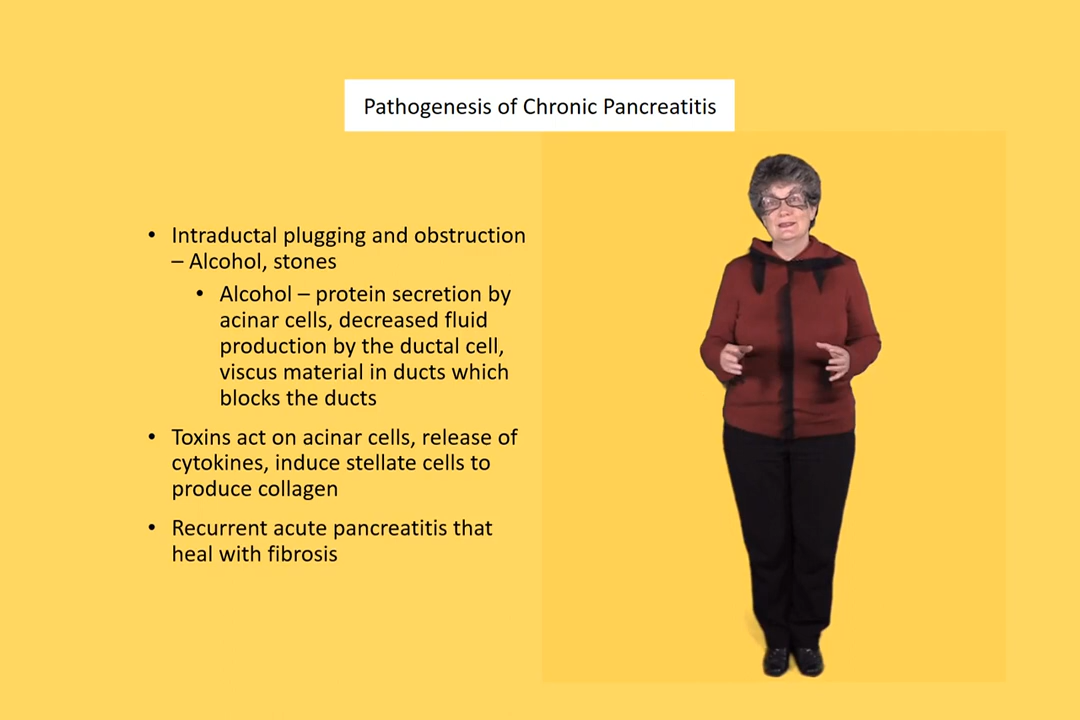 Pathogenesis of Chronic Pancreatitis
• Intraductal plugging and obstruction
– Alcohol, stones
• Alcohol – protein secretion by
acinar cells, decreased fluid
production by the ductal cell,
viscus material in ducts which
blocks the ducts
• Toxins act on acinar cells, release of
cytokines, induce stellate cells to
produce collagen
• Recurrent acute pancreatitis that
heal with fibrosis